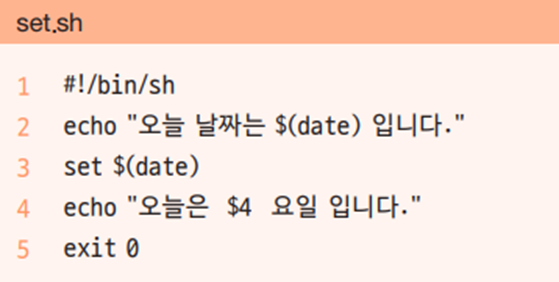 set.sh
1 #!/bin/sh
2 echo "오늘 날짜는 $(date) 입니다."
3 set $(date)
4 echo "오늘은 $4 요일 입니다."
5 exit 0